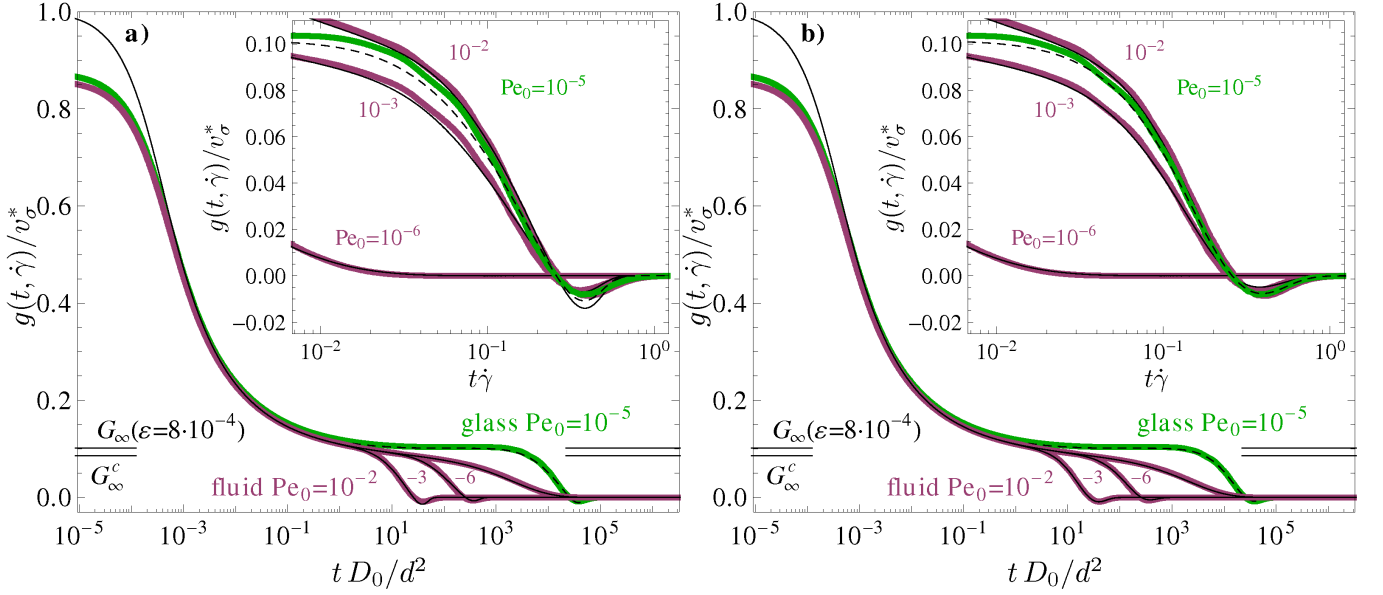 a)
g(t, γ̇)/v*σ
1.0
0.8
0.6
0.4
0.2
0.0
10⁻⁵ 10⁻³ 10⁻¹ 10¹ 10³ 10⁵
t D₀/d²
G∞(ε=8·10⁻⁴)
G∞ᶜ
glass Pe₀=10⁻⁵
fluid Pe₀=10⁻² −3 −6
g(t, γ̇)/v*σ
0.10
0.08
0.06
0.04
0.02
0.00
−0.02
10⁻² 10⁻¹ 10⁰
tγ̇
10⁻²
Pe₀=10⁻⁵
10⁻³
Pe₀=10⁻⁶
b)
g(t, γ̇)/v*σ
1.0
0.8
0.6
0.4
0.2
0.0
10⁻⁵ 10⁻³ 10⁻¹ 10¹ 10³ 10⁵
t D₀/d²
G∞(ε=8·10⁻⁴)
G∞ᶜ
glass Pe₀=10⁻⁵
fluid Pe₀=10⁻² −3 −6
g(t, γ̇)/v*σ
0.10
0.08
0.06
0.04
0.02
0.00
−0.02
10⁻² 10⁻¹ 10⁰
tγ̇
10⁻²
Pe₀=10⁻⁵
10⁻³
Pe₀=10⁻⁶